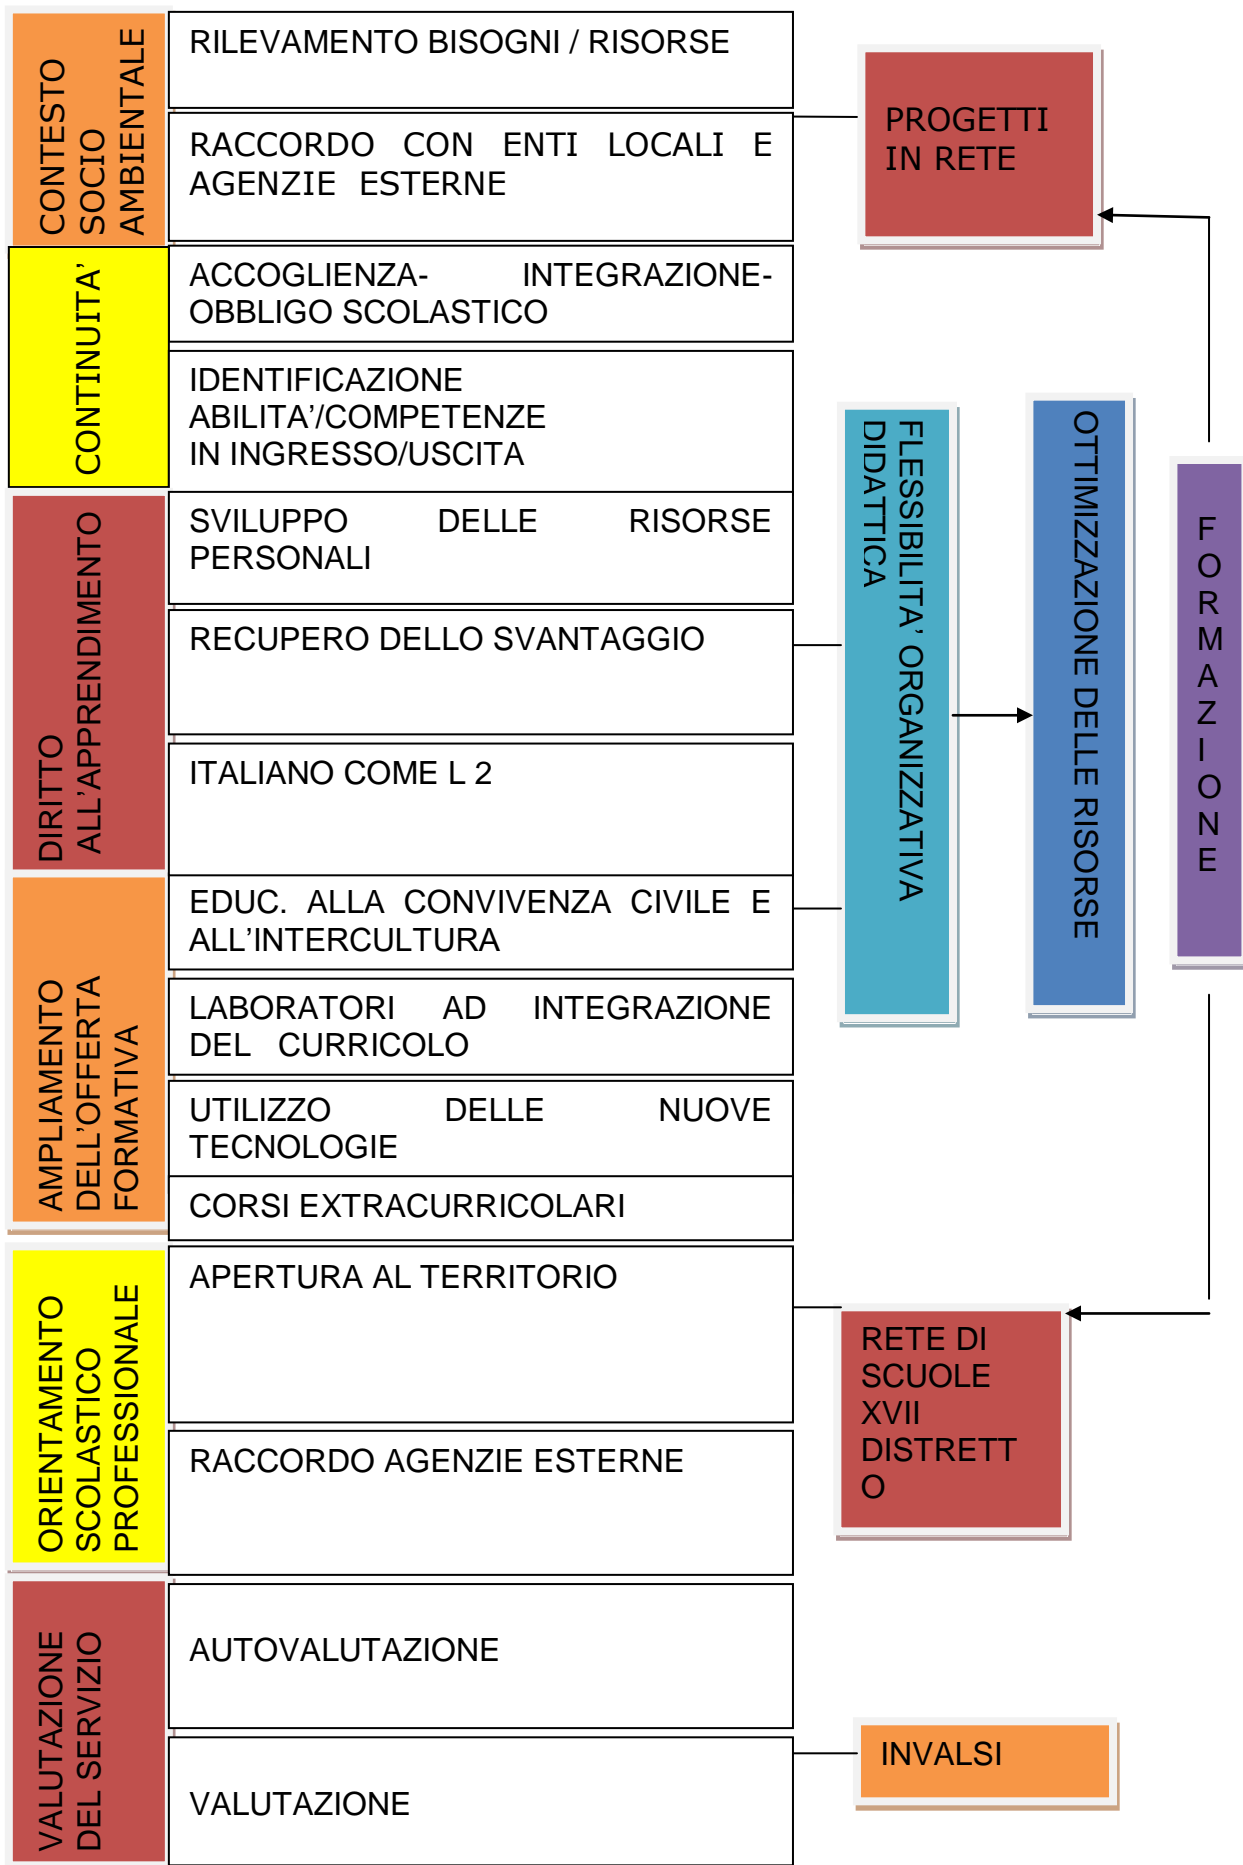 CONTESTO
SOCIO
AMBIENTALE
RILEVAMENTO BISOGNI / RISORSE
RACCORDO CON ENTI LOCALI E
AGENZIE ESTERNE
PROGETTI
IN RETE
CONTINUITA’
ACCOGLIENZA- INTEGRAZIONE-
OBBLIGO SCOLASTICO
IDENTIFICAZIONE
ABILITA’/COMPETENZE
IN INGRESSO/USCITA
DIRITTO
ALL’APPRENDIMENTO
SVILUPPO DELLE RISORSE
PERSONALI
RECUPERO DELLO SVANTAGGIO
ITALIANO COME L 2
FLESSIBILITA’ ORGANIZZATIVA
DIDATTICA
OTTIMIZZAZIONE DELLE RISORSE
F
O
R
M
A
Z
I
O
N
E
AMPLIAMENTO
DELL’OFFERTA
FORMATIVA
EDUC. ALLA CONVIVENZA CIVILE E
ALL’INTERCULTURA
LABORATORI AD INTEGRAZIONE
DEL CURRICOLO
UTILIZZO DELLE NUOVE
TECNOLOGIE
CORSI EXTRACURRICOLARI
ORIENTAMENTO
SCOLASTICO
PROFESSIONALE
APERTURA AL TERRITORIO
RACCORDO AGENZIE ESTERNE
RETE DI
SCUOLE
XVII
DISTRETT
O
VALUTAZIONE
DEL SERVIZIO
AUTOVALUTAZIONE
VALUTAZIONE
INVALSI